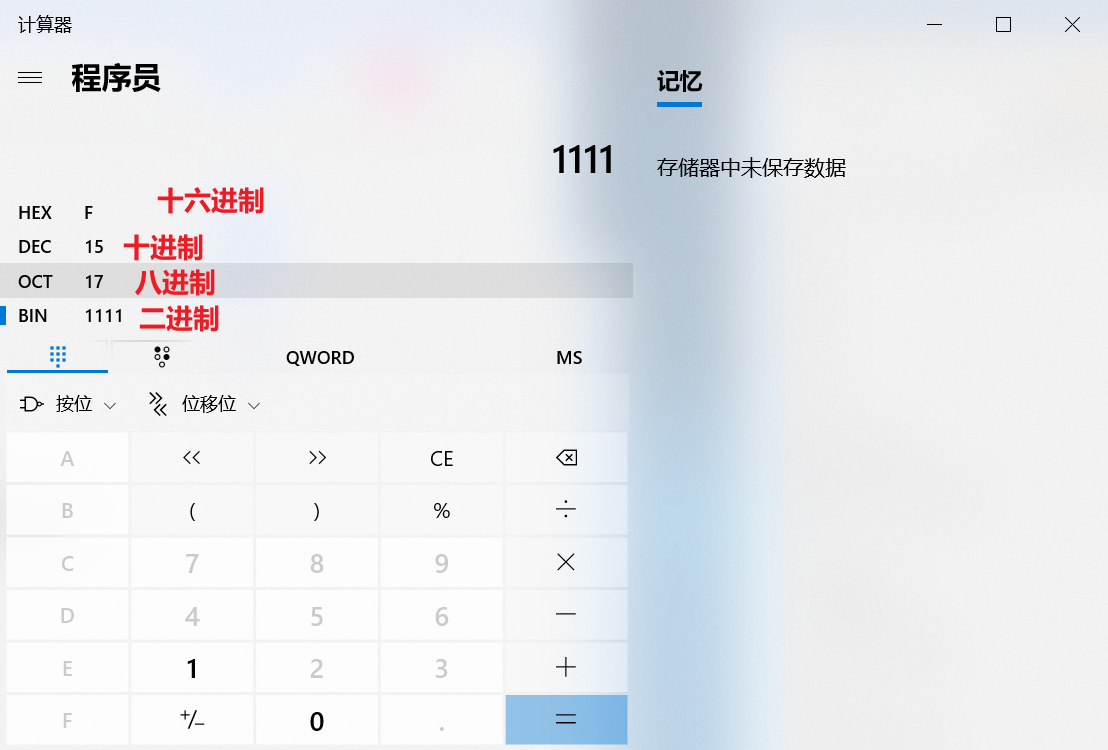 计算器
程序员
记忆
1111
存储器中未保存数据
HEX F 十六进制
DEC 15 十进制
OCT 17 八进制
BIN 1111 二进制
QWORD MS
按位 位移位
A << >> CE
B ( ) % ÷
C 7 8 9 ×
D 4 5 6 −
E 1 2 3 +
F +/− 0 . =